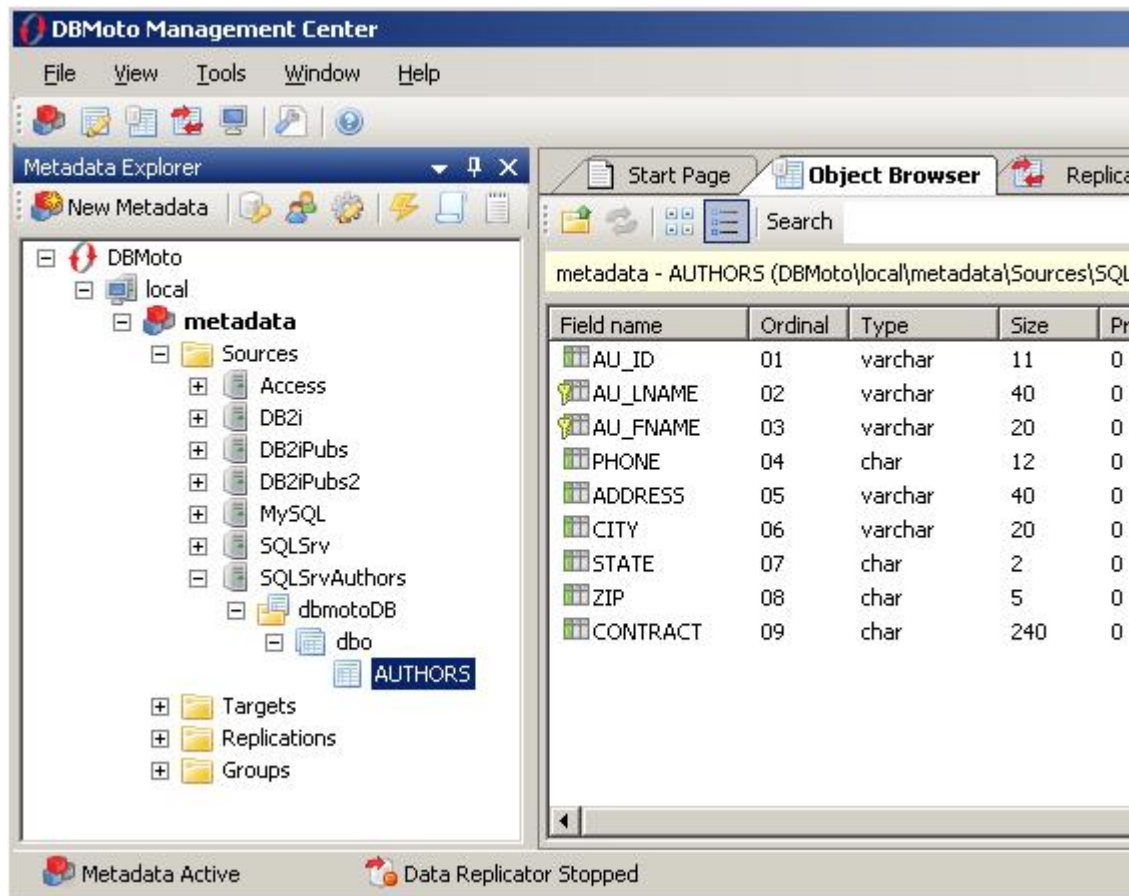 DBMoto Management Center
File View Tools Window Help
Metadata Explorer
New Metadata
DBMoto
local
metadata
Sources
Access
DB2i
DB2iPubs
DB2iPubs2
MySQL
SQLSrv
SQLSrvAuthors
dbmotoDB
dbo
AUTHORS
Targets
Replications
Groups
Start Page Object Browser Replica
Search
metadata - AUTHORS (DBMoto\local\metadata\Sources\SQL
Field name Ordinal Type Size Pr
AU_ID 01 varchar 11 0
AU_LNAME 02 varchar 40 0
AU_FNAME 03 varchar 20 0
PHONE 04 char 12 0
ADDRESS 05 varchar 40 0
CITY 06 varchar 20 0
STATE 07 char 2 0
ZIP 08 char 5 0
CONTRACT 09 char 240 0
Metadata Active Data Replicator Stopped